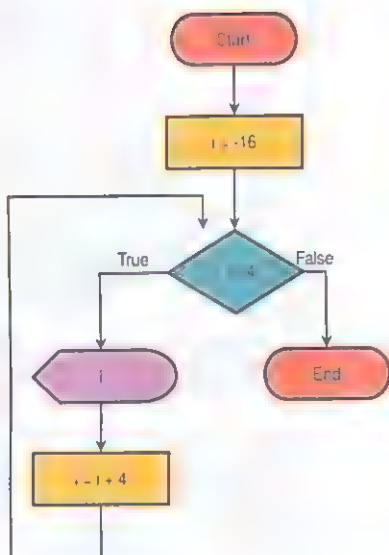 Start
i = -16
True
False
i
End
i = i + 4